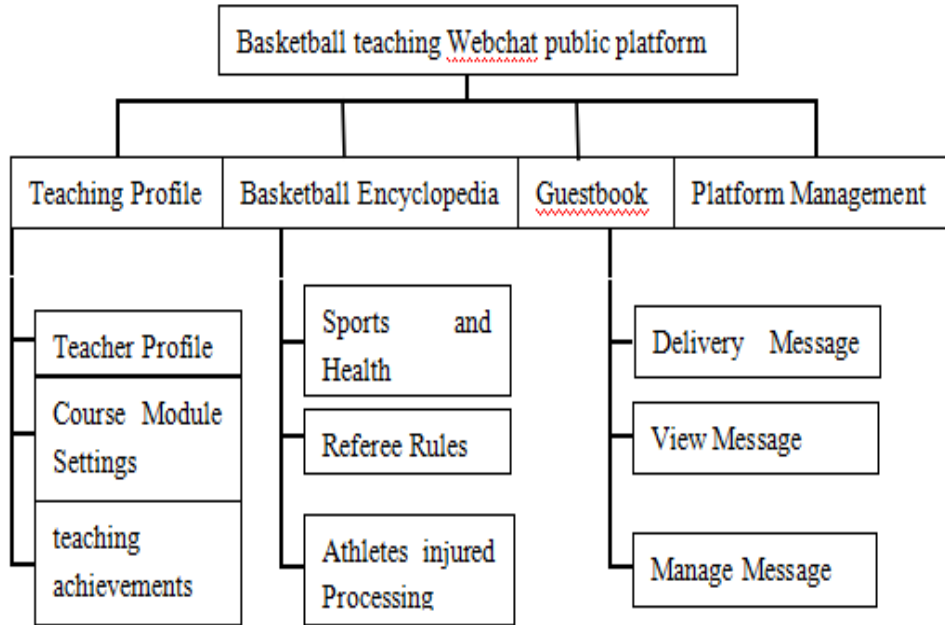 Basketball teaching Webchat public platform
Teaching Profile
Basketball Encyclopedia
Guestbook
Platform Management
Teacher Profile
Course Module
Settings
teaching
achievements
Sports and
Health
Referee Rules
Athletes injured
Processing
Delivery Message
View Message
Manage Message